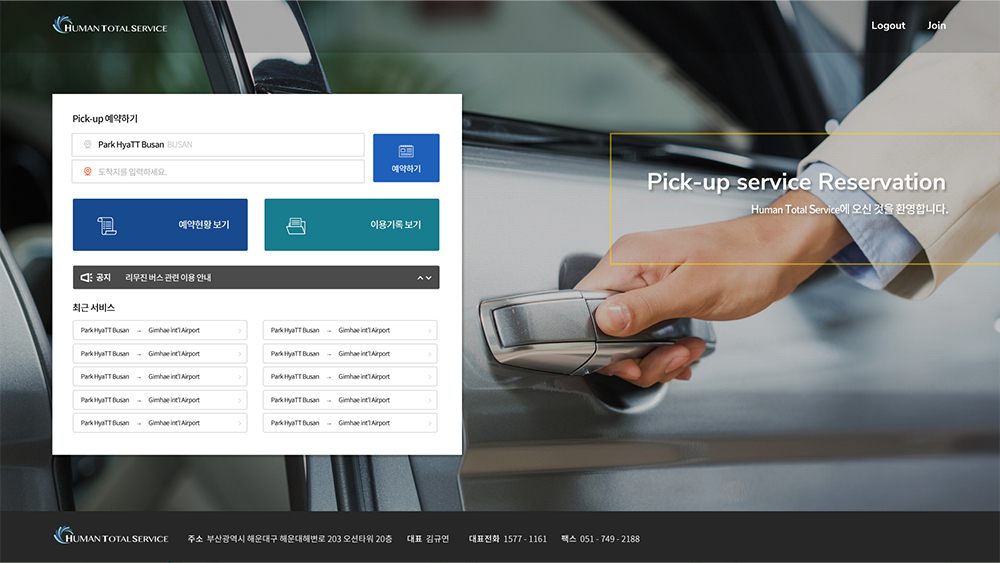 HUMAN TOTAL SERVICE
Logout Join
Pick-up 예약하기
Park HyaTT Busan BUSAN
도착지를 입력하세요.
예약하기
예약현황 보기
이용기록 보기
공지 리무진 버스 관련 이용 안내
최근 서비스
Park HyaTT Busan → Gimhae int'l Airport
Park HyaTT Busan → Gimhae int'l Airport
Park HyaTT Busan → Gimhae int'l Airport
Park HyaTT Busan → Gimhae int'l Airport
Park HyaTT Busan → Gimhae int'l Airport
Park HyaTT Busan → Gimhae int'l Airport
Park HyaTT Busan → Gimhae int'l Airport
Park HyaTT Busan → Gimhae int'l Airport
Park HyaTT Busan → Gimhae int'l Airport
Park HyaTT Busan → Gimhae int'l Airport
Pick-up service Reservation
Human Total Service에 오신 것을 환영합니다.
HUMAN TOTAL SERVICE
주소 부산광역시 해운대구 해운대해변로 203 오션타워 20층 대표 김규연 대표전화 1577 - 1161 팩스 051 - 749 - 2188